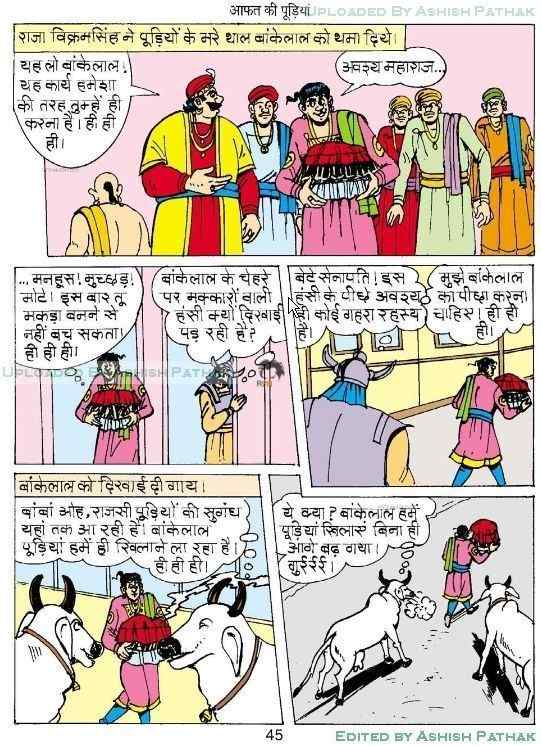 आफत की पूड़ियां
UPLOADED BY ASHISH PATHAK
राजा विक्रमसिंह ने पूड़ियों के भरे थाल बांकेलाल को थमा दिये।
यह लो बांकेलाल!
यह कार्य हमेशा
की तरह तुम्हें ही
करना है। ही ही
ही।
अवश्य महाराज...
...मनहूस! मुच्छड़!
मोटे! इस बार तू
मकड़ा बनने से
नहीं बच सकता।
ही ही ही।
बांकेलाल के चेहरे
पर मक्कारों वाली
हंसी क्यों दिखाई
पड़ रही है?
बेटे सेनापति! इस
हंसी के पीछे अवश्य
ही कोई गहरा रहस्य
है।
मुझे बांकेलाल
का पीछा करना
चाहिए! ही ही
ही।
UPLOADED BY ASHISH PATHAK
बांकेलाल को दिखाई दी गाय।
बांबां ओह, राजसी पूड़ियों की सुगंध
यहां तक आ रही है। बांकेलाल
पूड़ियां हमें ही खिलाने ला रहा है।
ही ही ही।
ये क्या? बांकेलाल हमें
पूड़ियां खिलाए बिना ही
आगे बढ़ गया।
गुर्रईईई।
45
EDITED BY ASHISH PATHAK